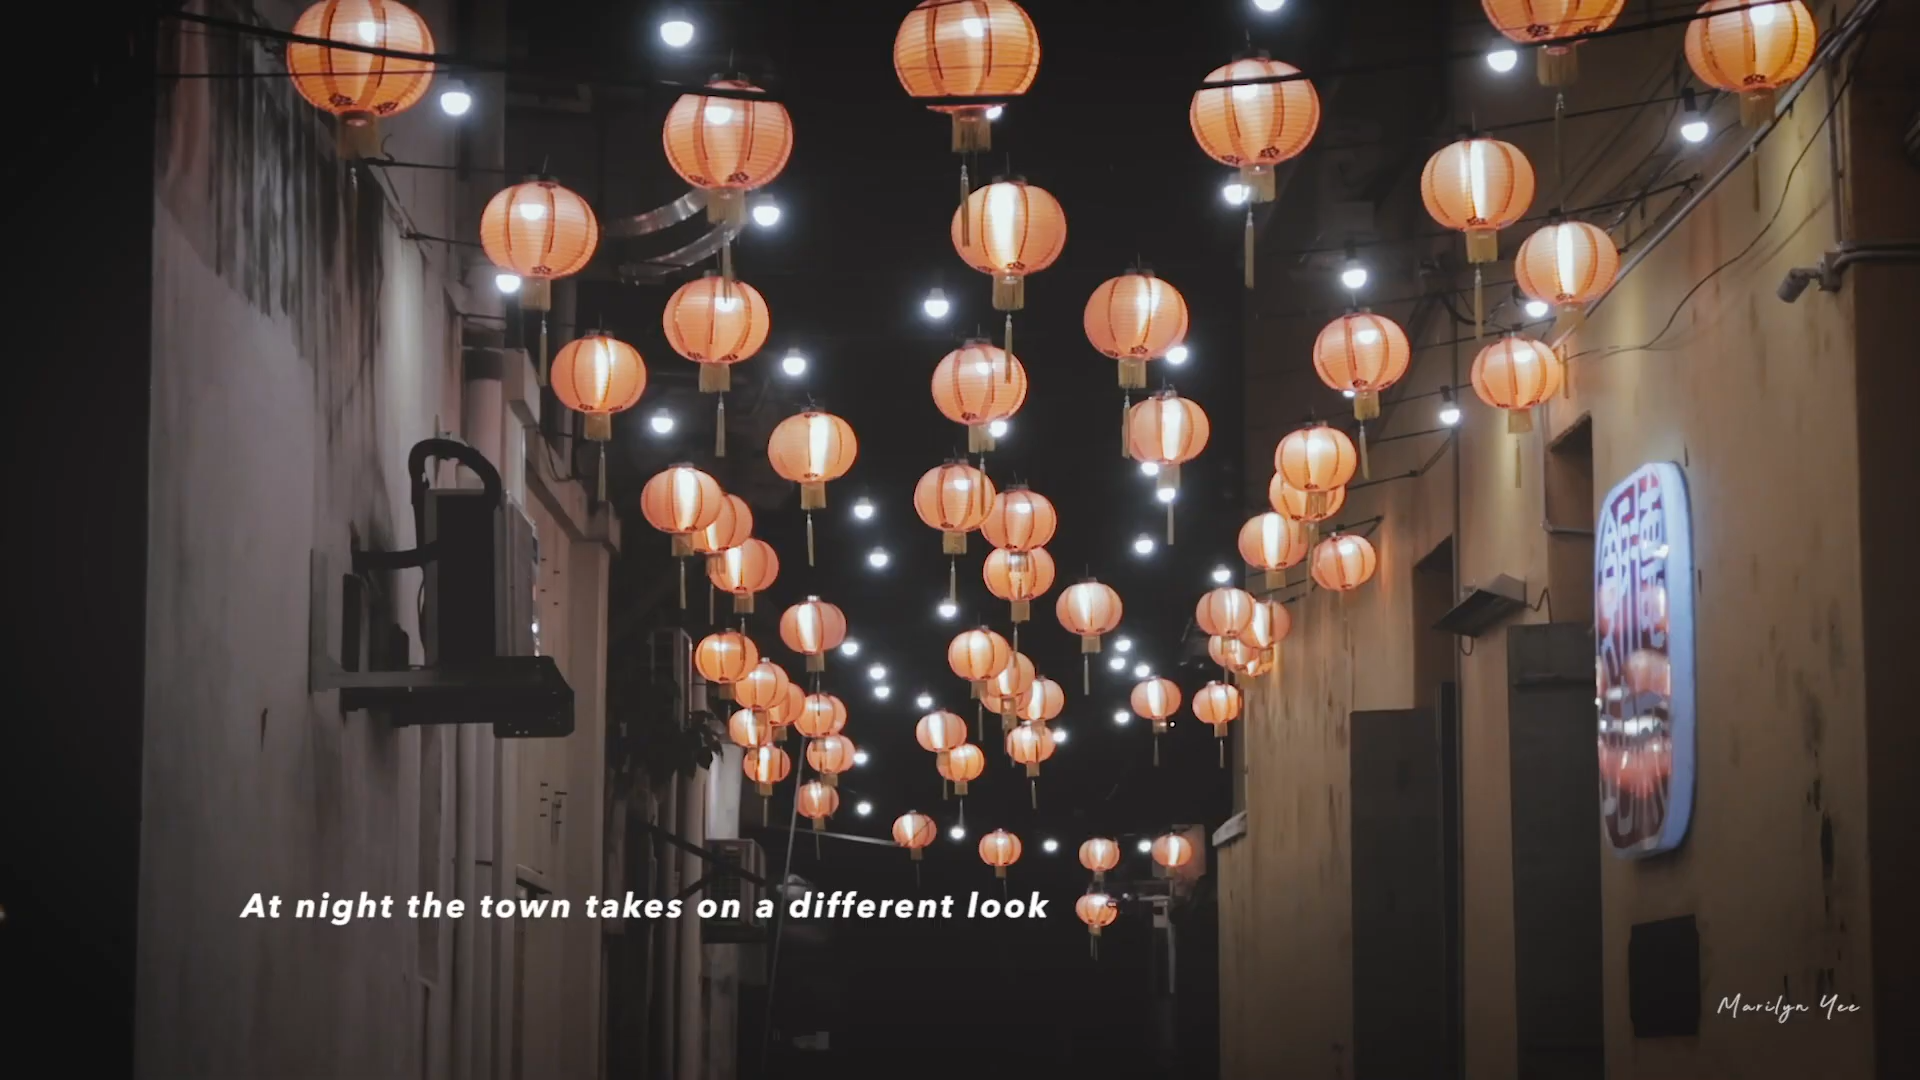 At night the town takes on a different look
Marilyn Yee